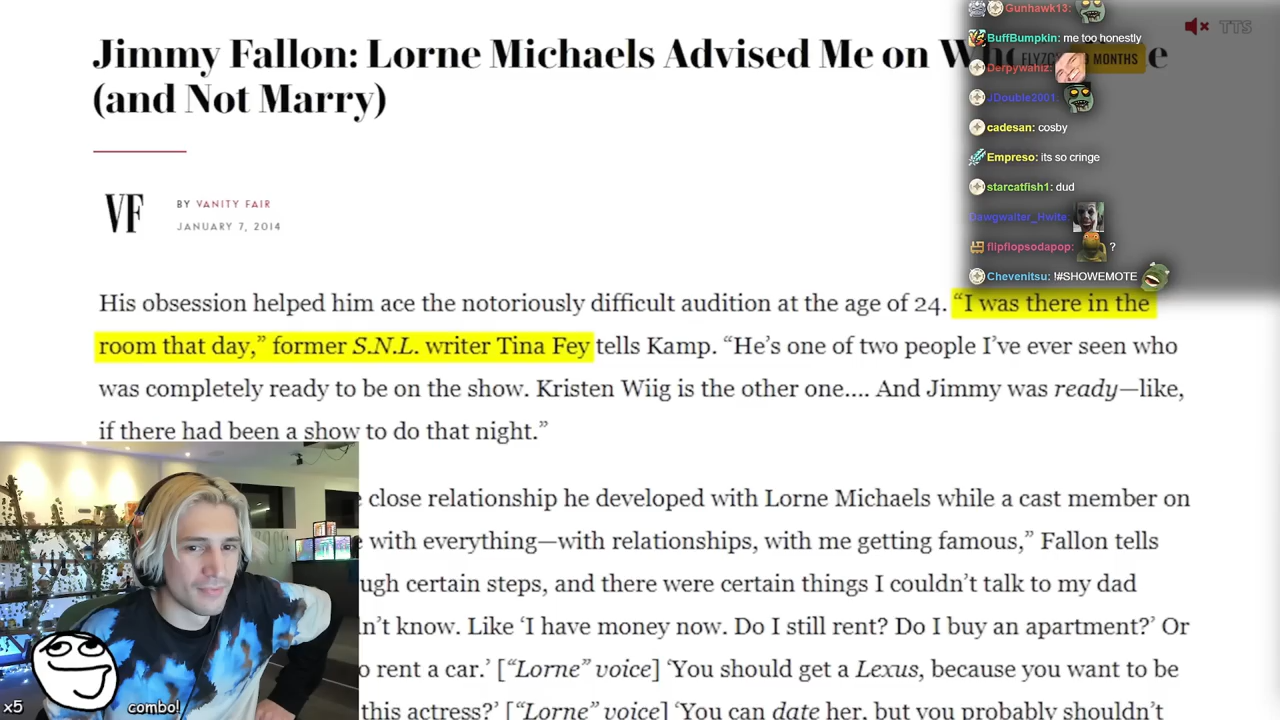 Jimmy Fallon: Lorne Michaels Advised Me on
(and Not Marry)
VF
BY VANITY FAIR
JANUARY 7, 2014
His obsession helped him ace the notoriously difficult audition at the age of 24. “I was there in the
room that day,” former S.N.L. writer Tina Fey tells Kamp. “He’s one of two people I’ve ever seen who
was completely ready to be on the show. Kristen Wiig is the other one.… And Jimmy was ready—like,
if there had been a show to do that night.”
close relationship he developed with Lorne Michaels while a cast member on
with everything—with relationships, with me getting famous,” Fallon tells
certain steps, and there were certain things I couldn’t talk to my dad
know. Like ‘I have money now. Do I still rent? Do I buy an apartment?’ Or
rent a car.’ [“Lorne” voice] ‘You should get a Lexus, because you want to be
this actress?’ [“Lorne” voice] ‘You can date her, but you probably shouldn’t
Gunhawk13:
BuffBumpkin: me too honestly
Derpywahiz:
JDouble2001:
cadesan: cosby
Empreso: its so cringe
starcatfish1: dud
Dawgwalter_Hwite:
flipflopsodapop: ?
Chevenitsu: !#SHOWEMOTE
TTS
MONTHS
x5 combo!